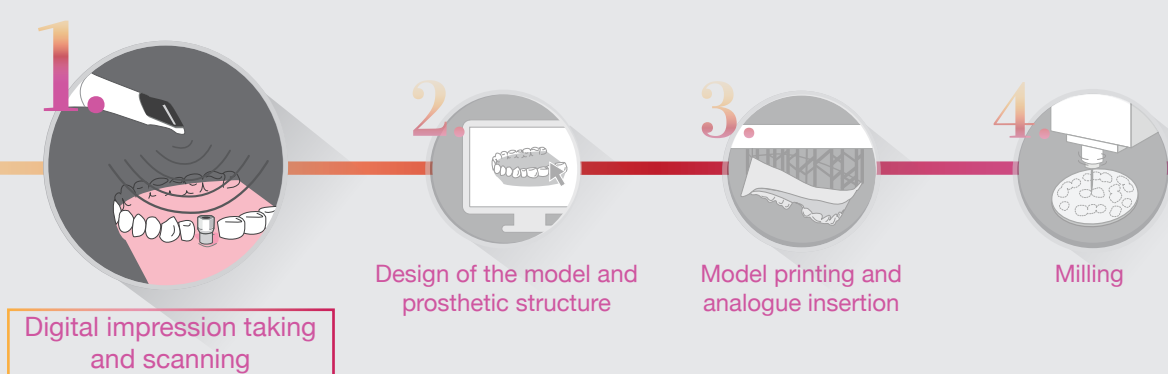 1.
Digital impression taking
and scanning
2.
Design of the model and
prosthetic structure
3.
Model printing and
analogue insertion
4.
Milling